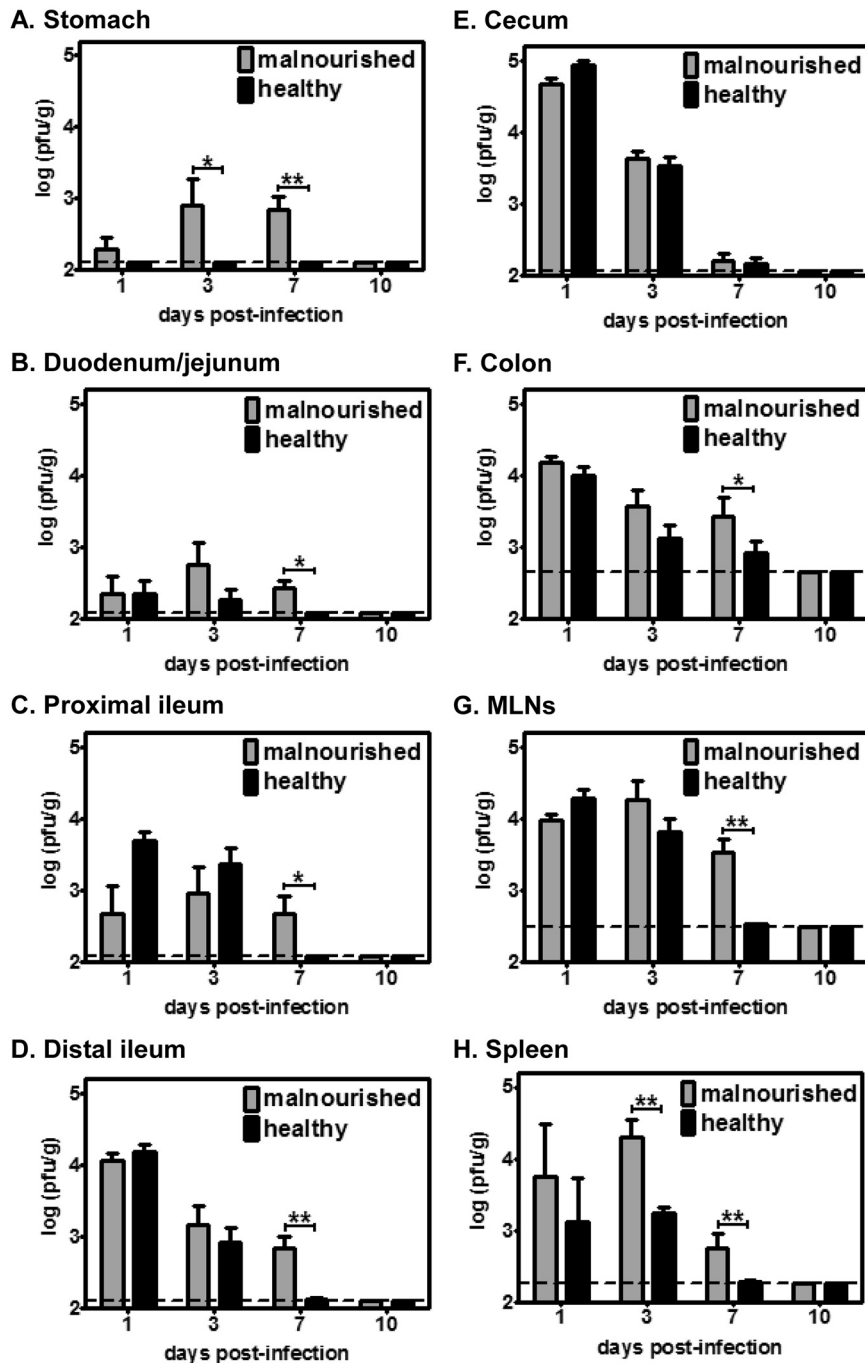 A. Stomach
malnourished
healthy
log (pfu/g)
5
4
3
2
*
**
1 3 7 10
days post-infection
B. Duodenum/jejunum
malnourished
healthy
log (pfu/g)
5
4
3
2
*
1 3 7 10
days post-infection
C. Proximal ileum
malnourished
healthy
log (pfu/g)
5
4
3
2
*
1 3 7 10
days post-infection
D. Distal ileum
malnourished
healthy
log (pfu/g)
5
4
3
2
**
1 3 7 10
days post-infection
E. Cecum
malnourished
healthy
log (pfu/g)
5
4
3
2
1 3 7 10
days post-infection
F. Colon
malnourished
healthy
log (pfu/g)
5
4
3
2
*
1 3 7 10
days post-infection
G. MLNs
malnourished
healthy
log (pfu/g)
5
4
3
2
**
1 3 7 10
days post-infection
H. Spleen
malnourished
healthy
log (pfu/g)
5
4
3
2
**
**
1 3 7 10
days post-infection